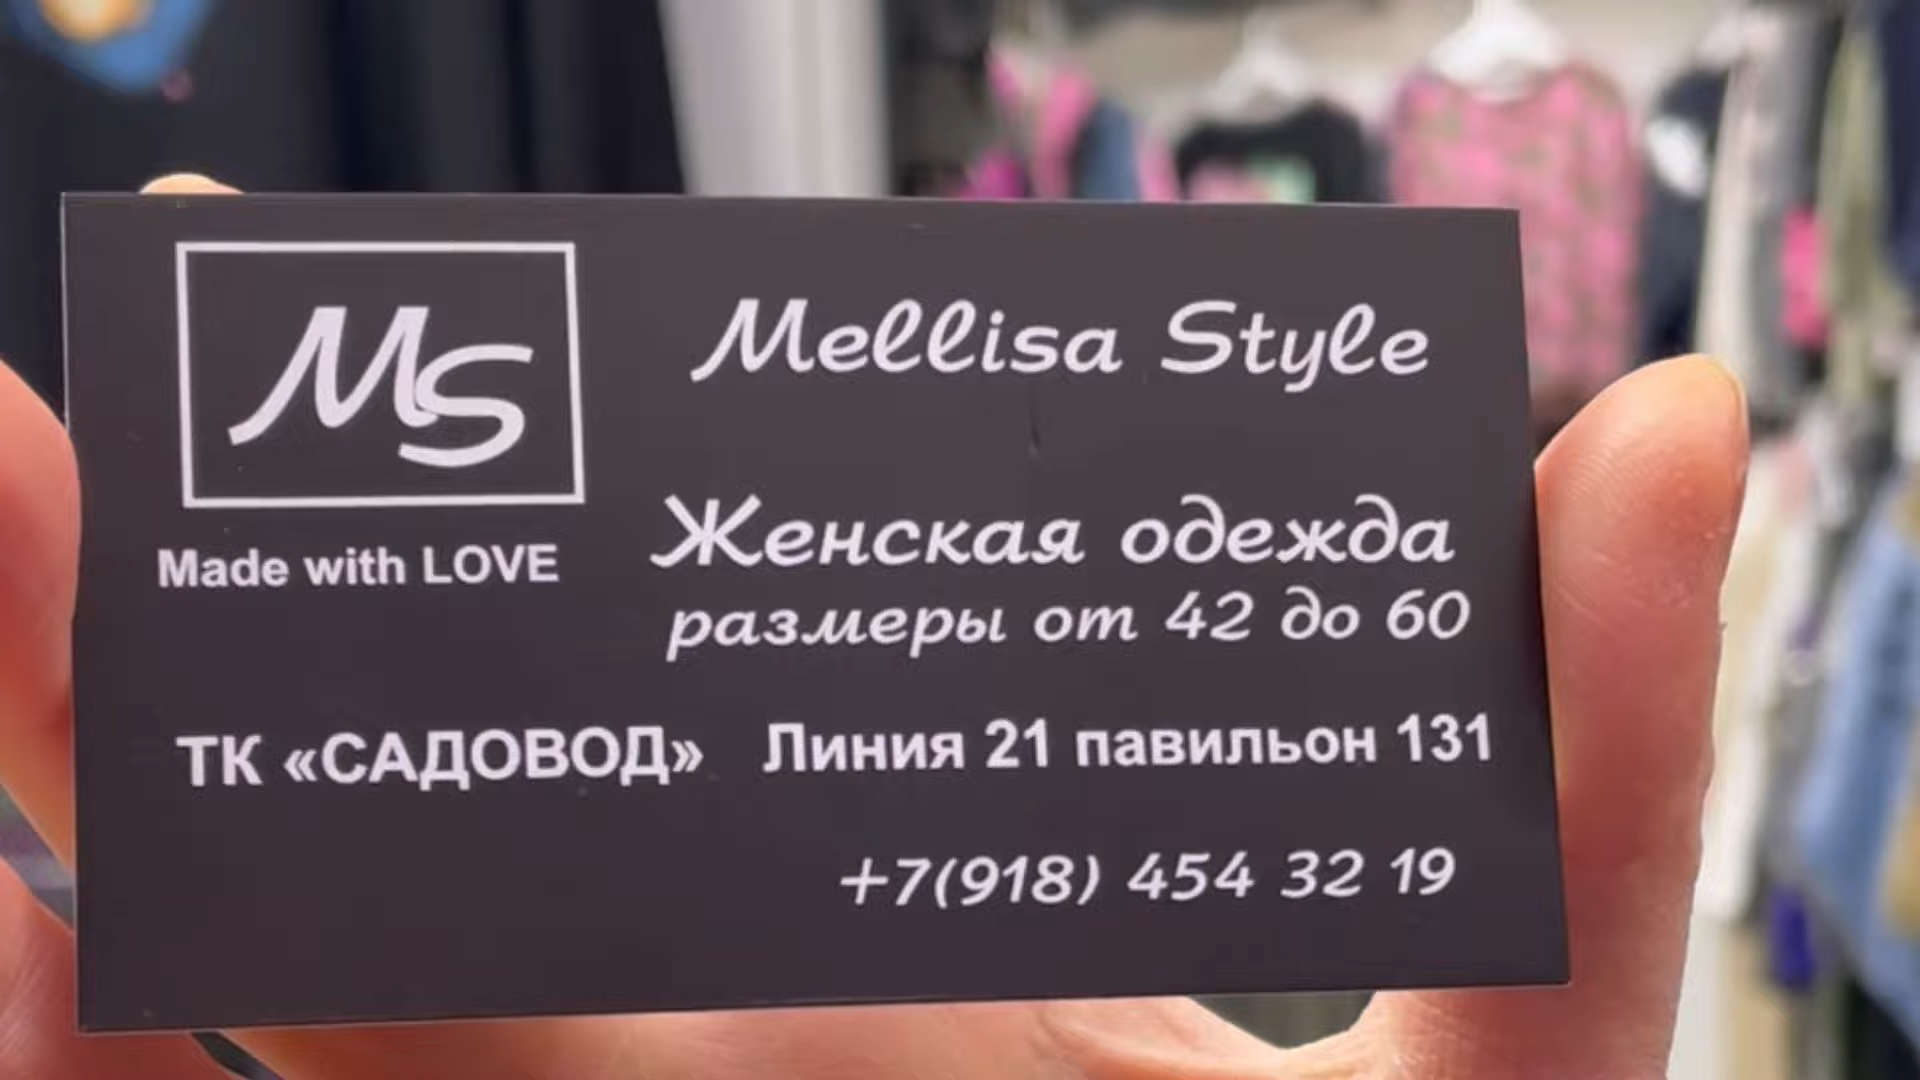 MS
Made with LOVE
Mellisa Style
Женская одежда
размеры от 42 до 60
ТК «САДОВОД» Линия 21 павильон 131
+7(918) 454 32 19